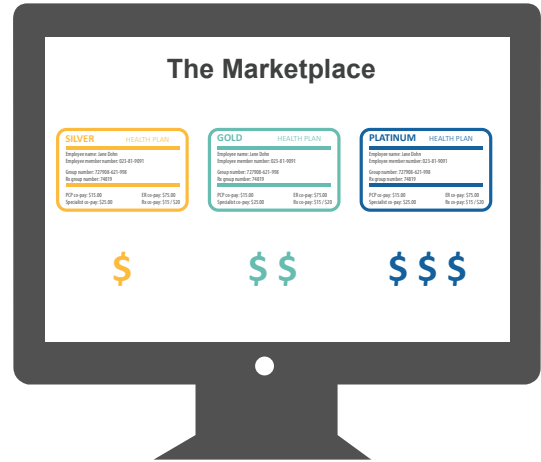 The Marketplace
SILVER HEALTH PLAN
Employee name: Jane Dohn
Employee member number: 023-01-9091
Group number: 727908-621-998
Rx group number: 74819
PCP co-pay: $15.00 ER co-pay: $75.00
Specialist co-pay: $25.00 Rx co-pay: $15 / $20
GOLD HEALTH PLAN
Employee name: Jane Dohn
Employee member number: 023-01-9091
Group number: 727908-621-998
Rx group number: 74819
PCP co-pay: $15.00 ER co-pay: $75.00
Specialist co-pay: $25.00 Rx co-pay: $15 / $20
PLATINUM HEALTH PLAN
Employee name: Jane Dohn
Employee member number: 023-01-9091
Group number: 727908-621-998
Rx group number: 74819
PCP co-pay: $15.00 ER co-pay: $75.00
Specialist co-pay: $25.00 Rx co-pay: $15 / $20
$
$ $
$ $ $